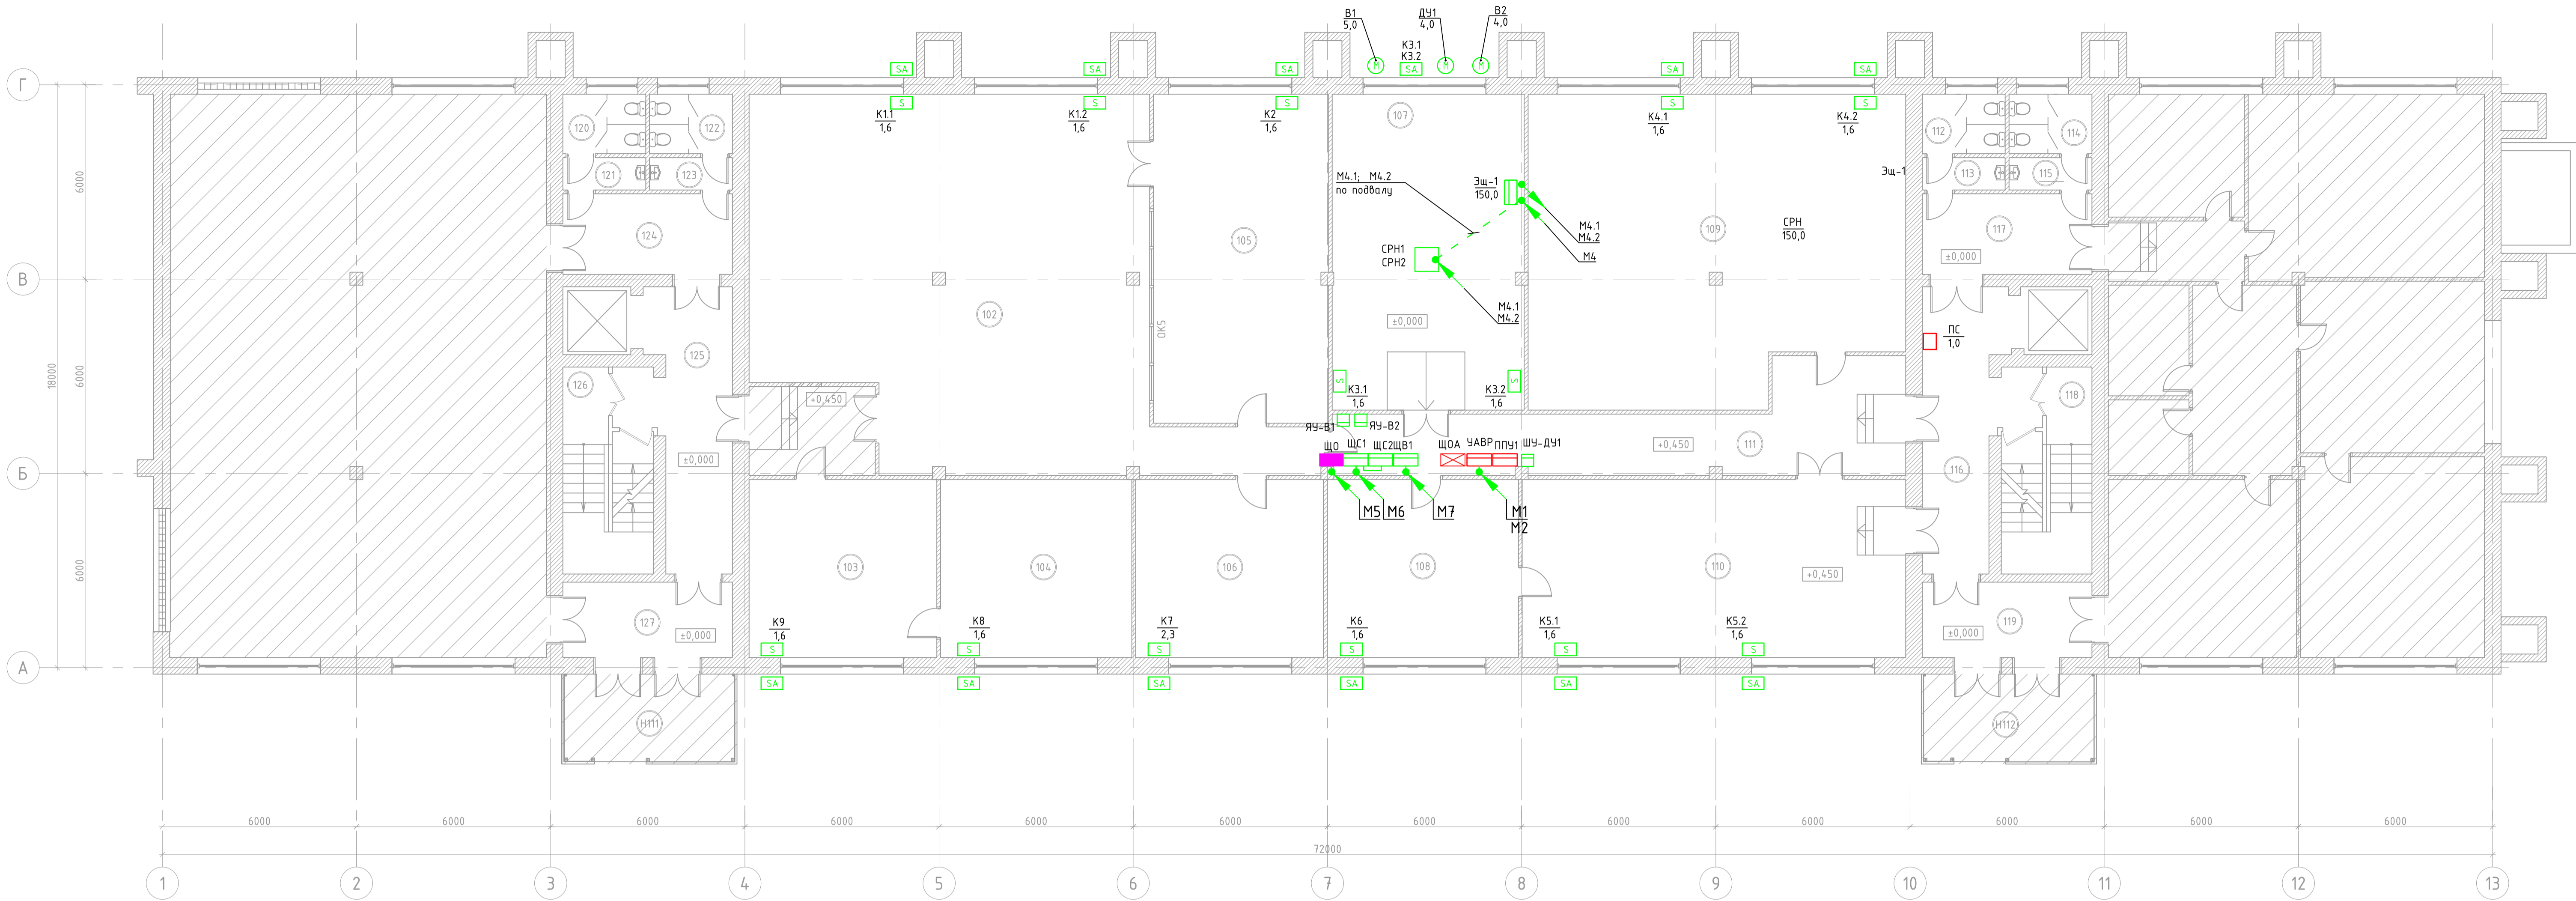 В1
5,0
ДУ1
4,0
В2
4,0
К3.1
К3.2
SA
SA
SA
М
SA
М
М
SA
SA
Г
S
S
S
S
S
К1.1
1,6
К1.2
1,6
К2
1,6
107
К4.1
1,6
К4.2
1,6
120
122
112
114
121
123
113
115
Эщ-1
М4.1; М4.2
по подвалу
Эщ-1
150,0
6000
124
105
М4.1
М4.2
М4
109
СРН
150,0
117
±0,000
СРН1
СРН2
В
102
М4.1
М4.2
±0,000
ОК5
ПС
1,0
125
18000
6000
126
+0,450
S
S
К3.1
1,6
К3.2
1,6
118
ЯУ-В1
ЯУ-В2
ЩО
ЩС1
ЩС2
ЩВ1
ЩОА
УАВР
ППУ1
ШУ-ДУ1
+0,450
111
±0,000
Б
116
М5
М6
М7
М1
М2
6000
103
104
106
108
110
+0,450
127
±0,000
К9
1,6
К8
1,6
К7
2,3
К6
1,6
К5.1
1,6
К5.2
1,6
119
±0,000
S
S
S
S
S
S
А
SA
SA
SA
SA
SA
SA
Н111
Н112
6000
6000
6000
6000
6000
6000
6000
6000
6000
6000
6000
6000
72000
1
2
3
4
5
6
7
8
9
10
11
12
13